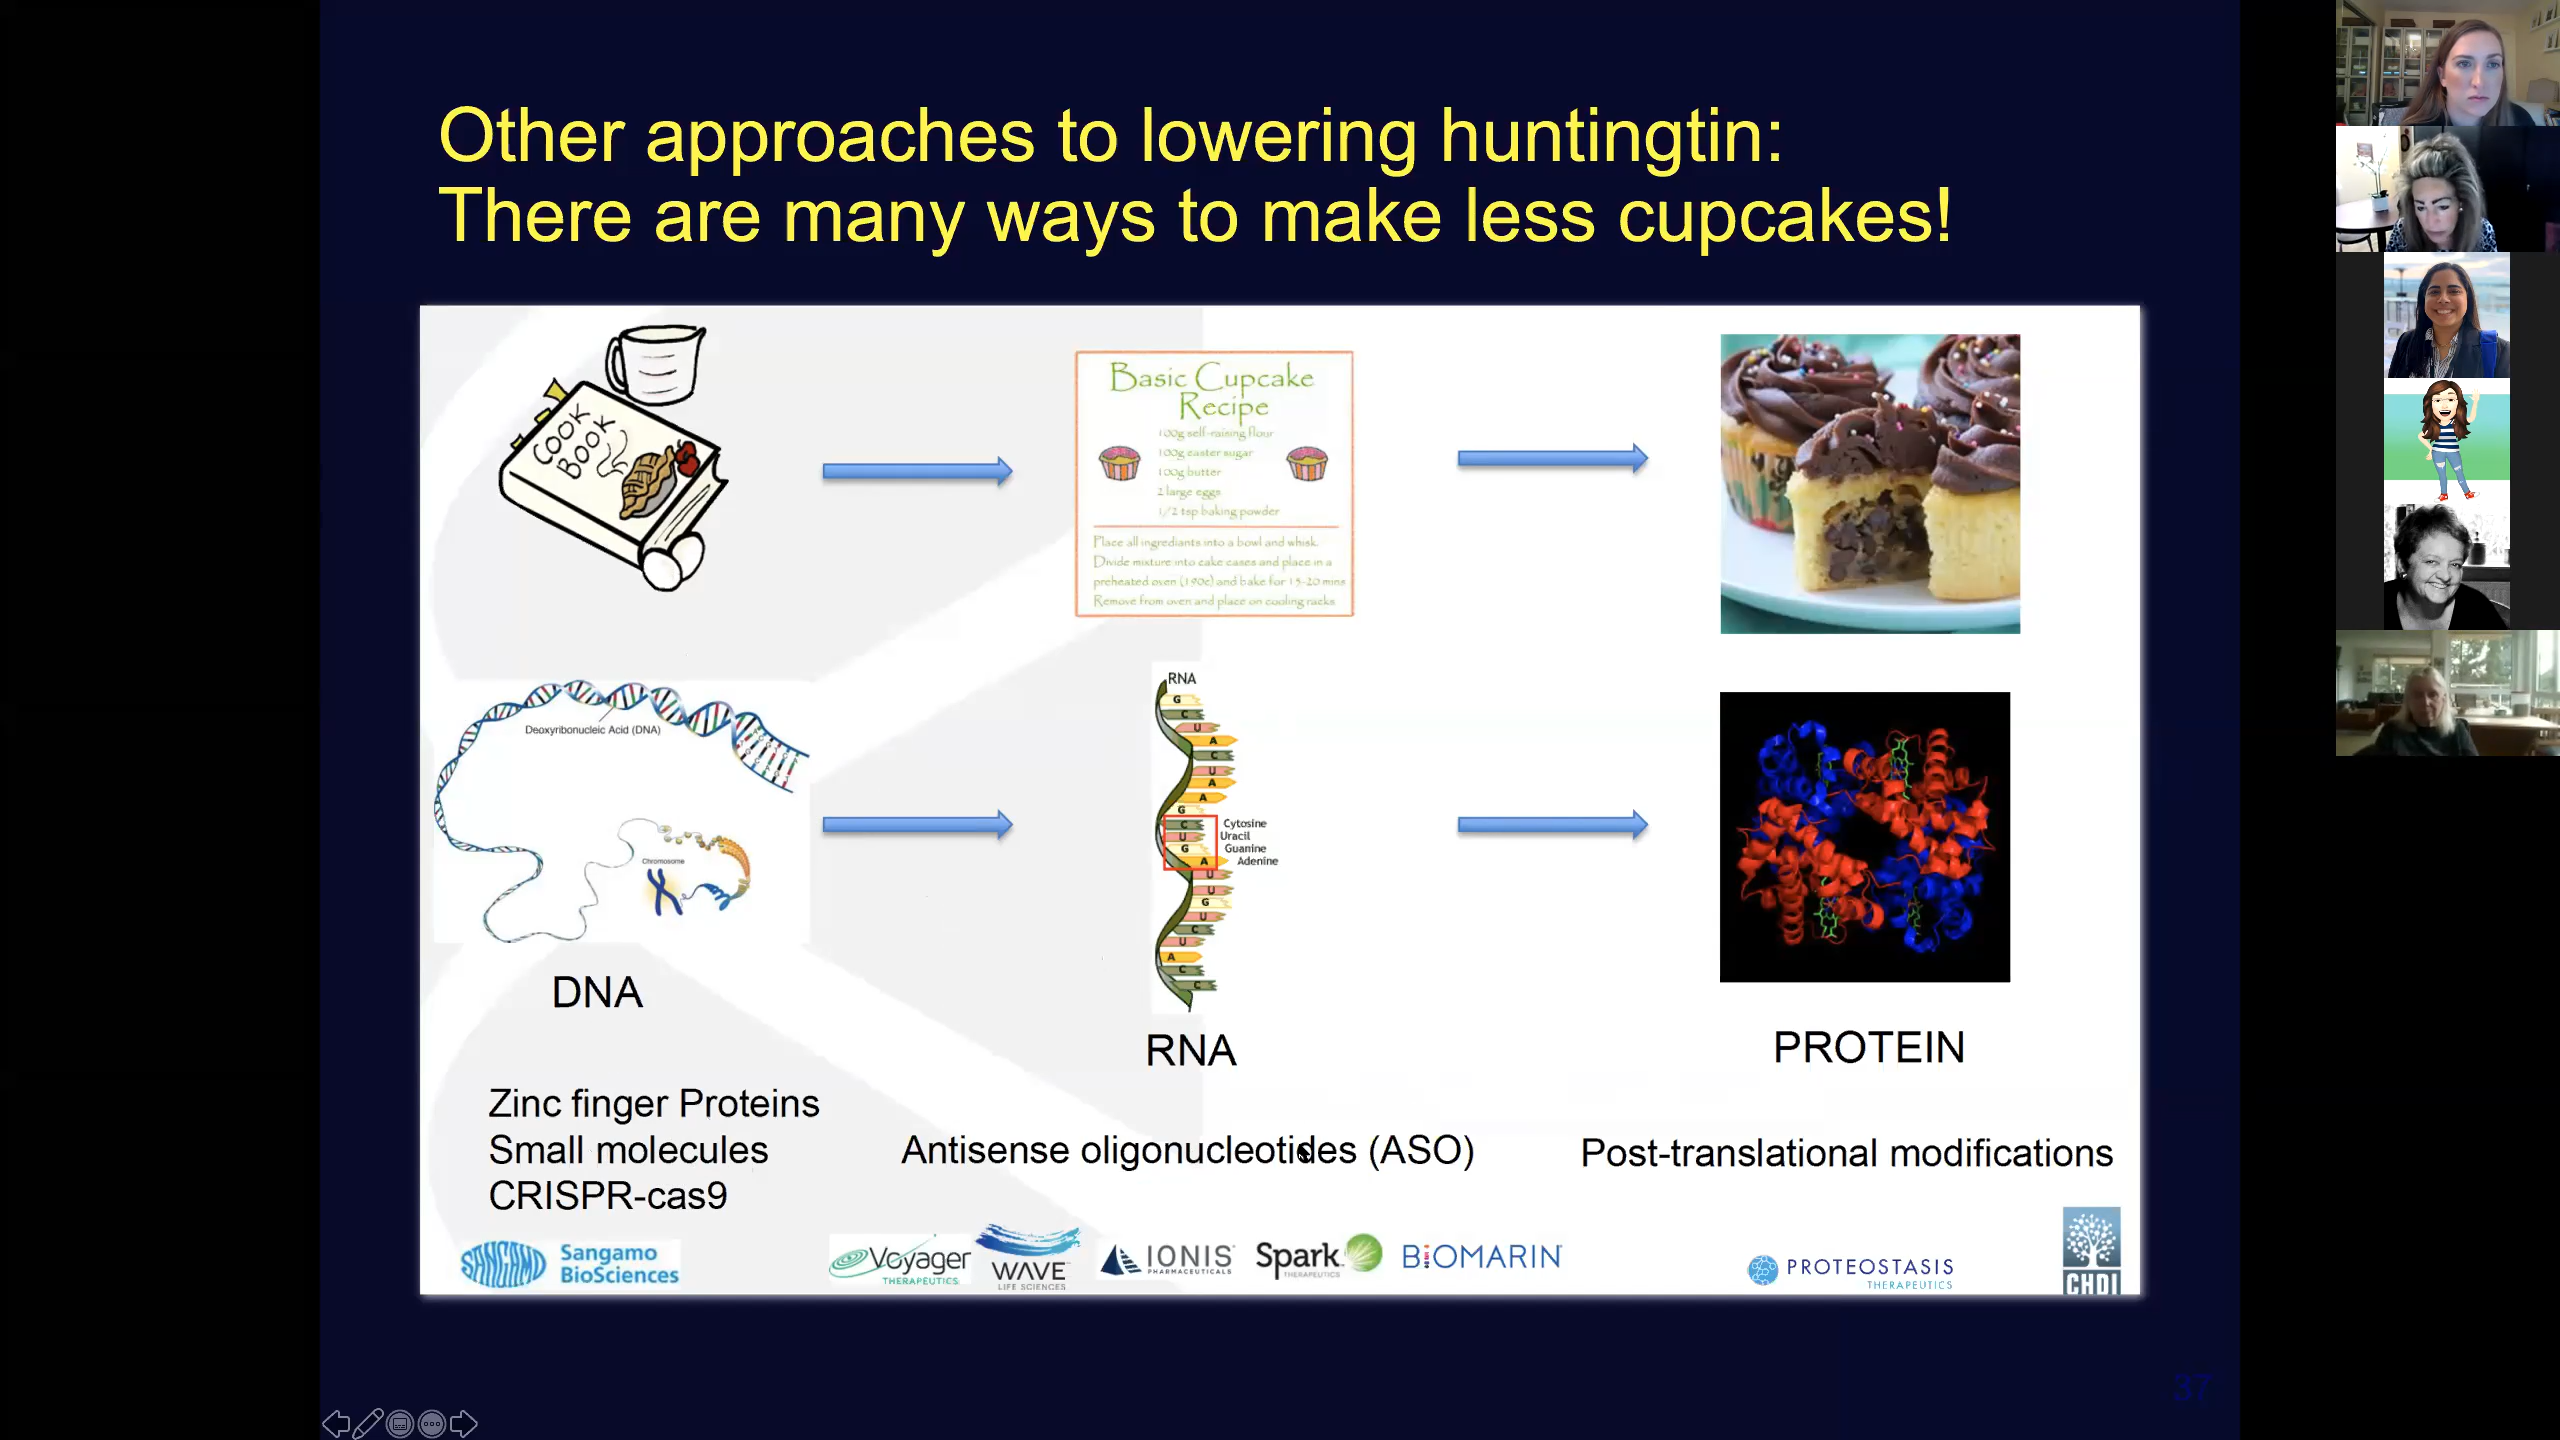 Other approaches to lowering huntingtin:
There are many ways to make less cupcakes!
COOK
BOOK
Basic Cupcake
Recipe
100g self-raising flour
100g caster sugar
100g butter
2 large eggs
1/2 tsp baking powder
Place all ingrediants into a bowl and whisk.
Divide mixture into cake cases and place in a
preheated oven (190c) and bake for 15-20 mins
Remove from oven and place on cooling racks
Deoxyribonucleic Acid (DNA)
Chromosome
DNA
RNA
G
C
U
A
C
U
A
A
G
C
U
G
A
U
U
G
U
C
U
A
C
C
Cytosine
Uracil
Guanine
Adenine
RNA
PROTEIN
Zinc finger Proteins
Small molecules
CRISPR-cas9
Antisense oligonucleotides (ASO)
Post-translational modifications
SANGAMO
Sangamo
BioSciences
Voyager
THERAPEUTICS
WAVE
LIFE SCIENCES
IONIS
PHARMACEUTICALS
Spark
THERAPEUTICS
BIOMARIN
PROTEOSTASIS
THERAPEUTICS
CHDI
37